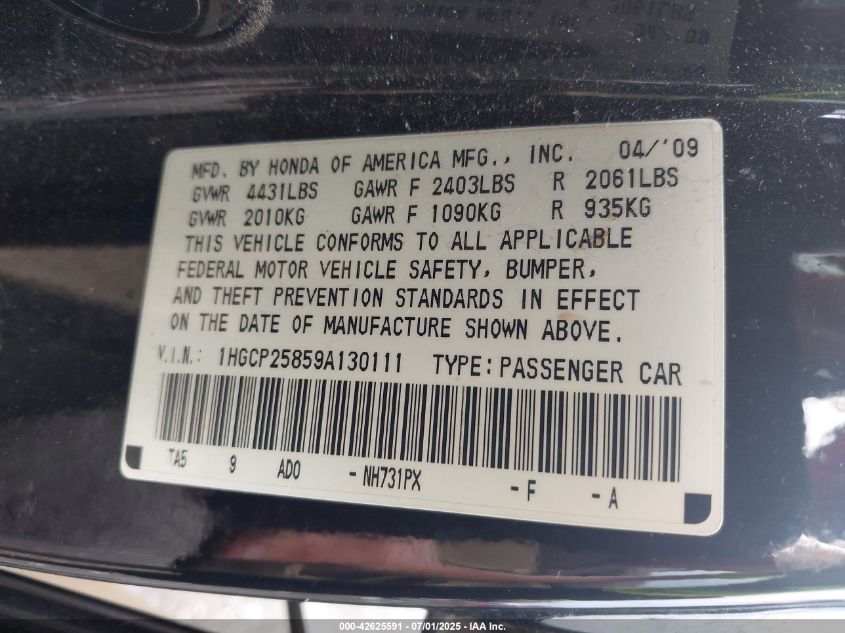 MFD. BY HONDA OF AMERICA MFG., INC. 04/'09
GVWR 4431LBS GAWR F 2403LBS R 2061LBS
GVWR 2010KG GAWR F 1090KG R 935KG
THIS VEHICLE CONFORMS TO ALL APPLICABLE
FEDERAL MOTOR VEHICLE SAFETY, BUMPER,
AND THEFT PREVENTION STANDARDS IN EFFECT
ON THE DATE OF MANUFACTURE SHOWN ABOVE.
V.I.N.: 1HGCP25859A130111 TYPE: PASSENGER CAR
TA5 9 AD0 - NH731PX - F - A
000-42625591 - 07/01/2025 - IAA Inc.